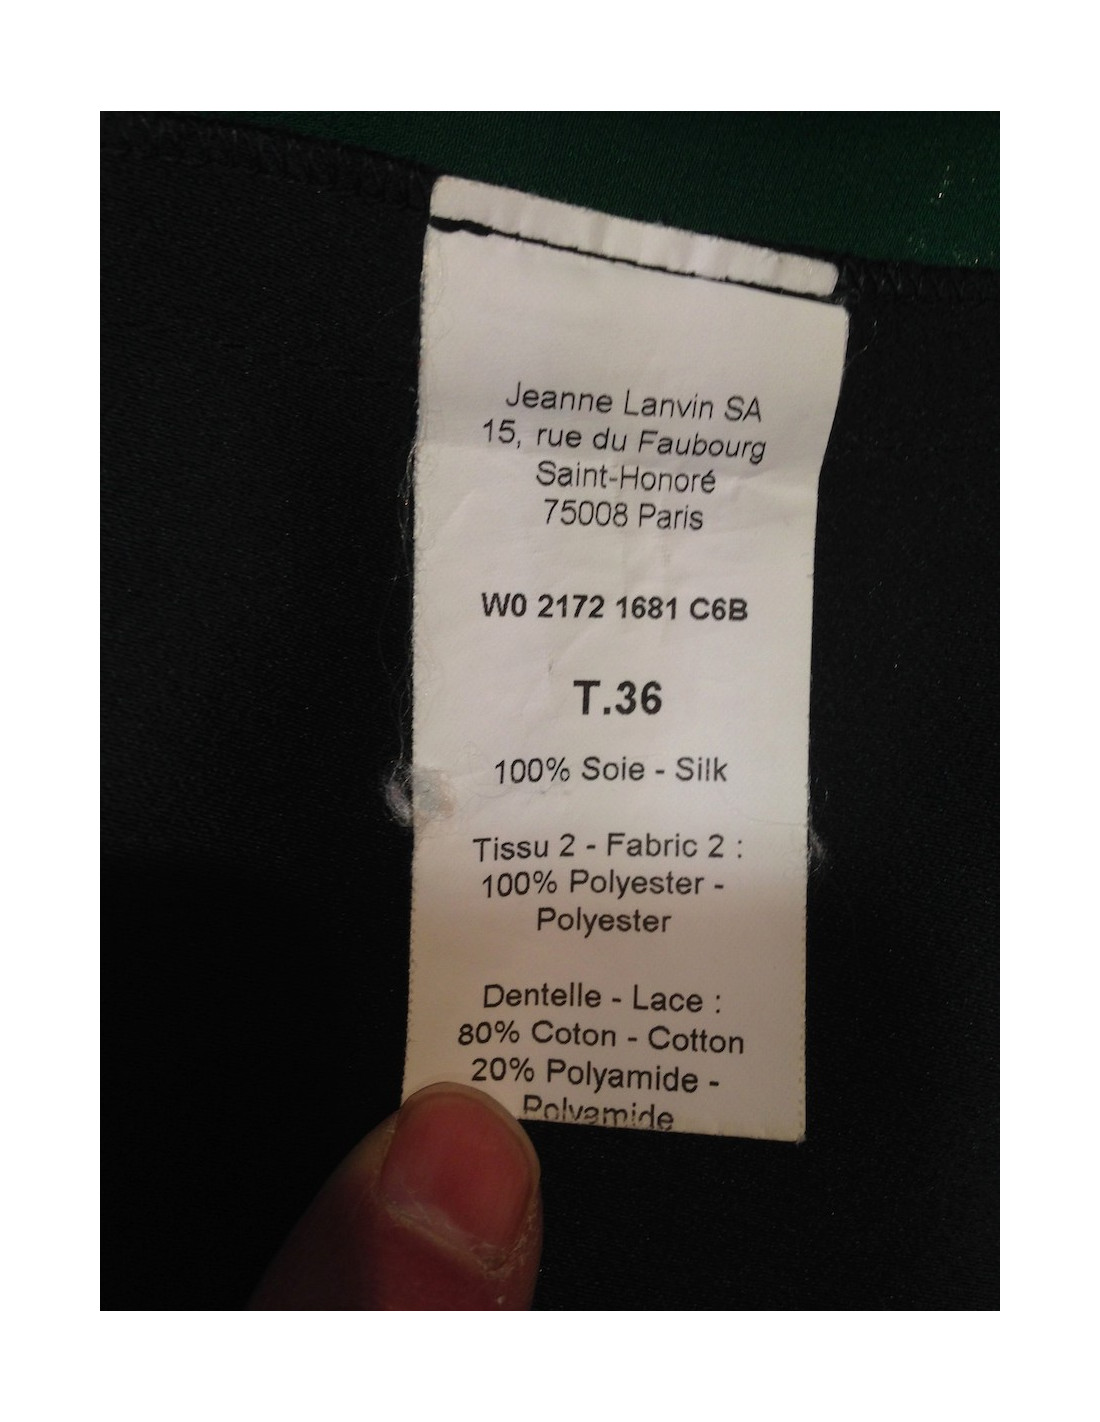 Jeanne Lanvin SA
15, rue du Faubourg
Saint-Honoré
75008 Paris
W0 2172 1681 C6B
T.36
100% Soie - Silk
Tissu 2 - Fabric 2 :
100% Polyester -
Polyester
Dentelle - Lace :
80% Coton - Cotton
20% Polyamide -
Polyamide